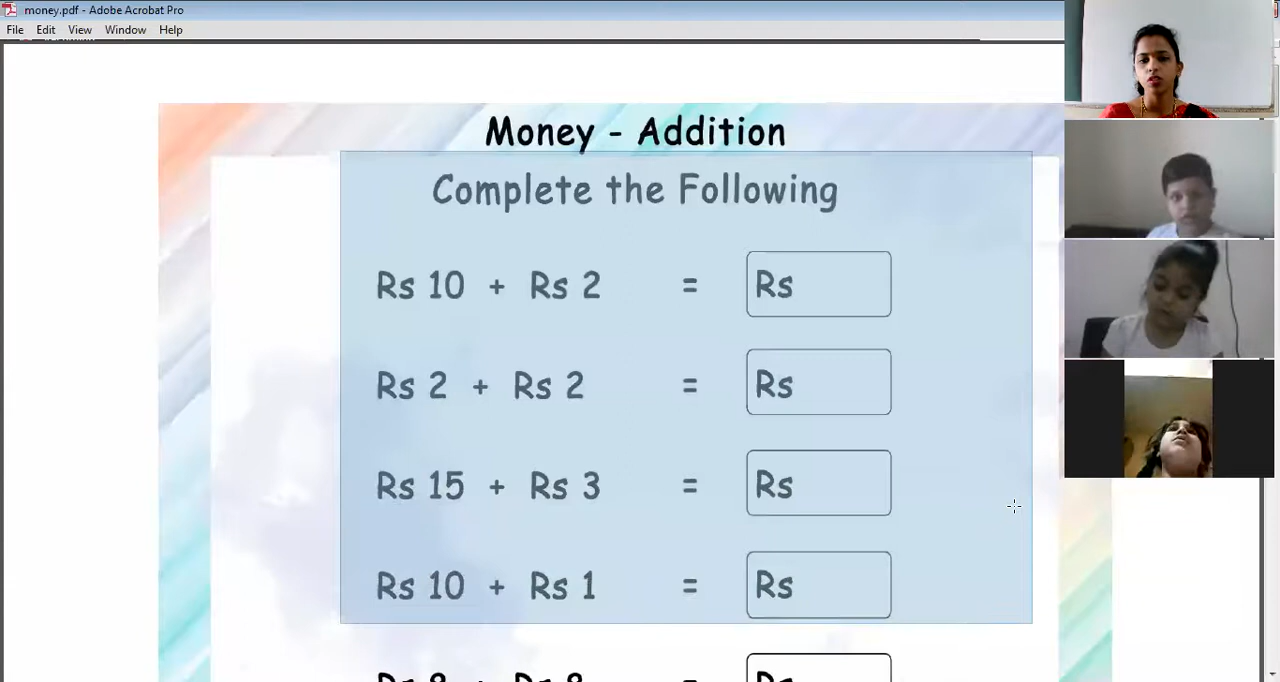 money.pdf - Adobe Acrobat Pro
File Edit View Window Help
Money - Addition
Complete the Following
Rs 10 + Rs 2 = Rs
Rs 2 + Rs 2 = Rs
Rs 15 + Rs 3 = Rs
Rs 10 + Rs 1 = Rs